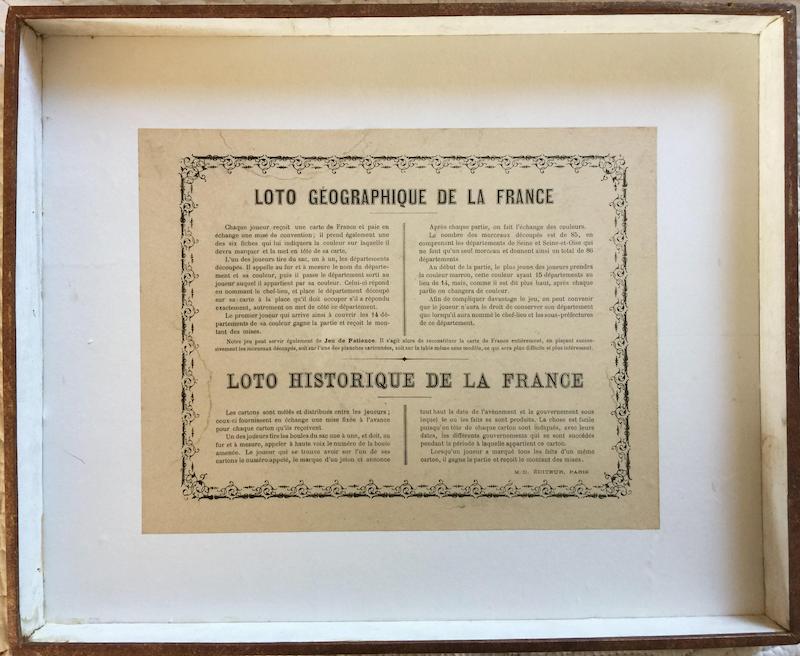 LOTO GÉOGRAPHIQUE DE LA FRANCE
Chaque joueur reçoit une carte de France et paie en
échange une mise de convention ; il prend également une
des six fiches qui lui indiquera la couleur sur laquelle il
devra marquer et la met en tête de sa carte.
L'un des joueurs tire du sac, un à un, les départements
découpés. Il appelle au fur et à mesure le nom du départe-
ment et sa couleur, puis il passe le département sorti au
joueur auquel il appartient par sa couleur. Celui-ci répond
en nommant le chef-lieu, et place le département découpé
sur sa carte à la place qu'il doit occuper s'il a répondu
exactement, autrement on met de côté ce département.
Le premier joueur qui arrive ainsi à couvrir les 14 dé-
partements de sa couleur gagne la partie et reçoit le mon-
tant des mises.
Après chaque partie, on fait l'échange des couleurs.
Le nombre des morceaux découpés est de 85, en
comprenant les départements de Seine et Seine-et-Oise qui
ne font qu'un seul morceau et donnent ainsi un total de 86
départements
Au début de la partie, le plus jeune des joueurs prendra
la couleur marron, cette couleur ayant 15 départements au
lieu de 14, mais, comme il est dit plus haut, après chaque
partie on changera de couleur.
Afin de compliquer davantage le jeu, on peut convenir
que le joueur n'aura le droit de conserver son département
que lorsqu'il aura nommé le chef-lieu et les sous-préfectures
de ce département.
Notre jeu peut servir également de Jeu de Patience. Il s'agit alors de reconstituer la carte de France entièrement, en plaçant succes-
sivement les morceaux découpés, soit sur l'une des planches cartonnées, soit sur la table même sans modèle, ce qui sera plus difficile et plus intéressant.
LOTO HISTORIQUE DE LA FRANCE
Les cartons sont mêlés et distribués entre les joueurs ;
ceux-ci fournissent en échange une mise fixée à l'avance
pour chaque carton qu'ils reçoivent.
Un des joueurs tire les boules du sac une à une, et doit, au
fur et à mesure, appeler à haute voix le numéro de la boule
amenée. Le joueur qui se trouve avoir sur l'un de ses
cartons le numéro appelé, le marque d'un jeton et annonce
tout haut la date de l'événement et le gouvernement sous
lequel le ou les faits se sont produits. La chose est facile
puisqu'en tête de chaque carton sont indiqués, avec leurs
dates, les différents gouvernements qui se sont succédés
pendant la période à laquelle appartient ce carton.
Lorsqu'un joueur a marqué tous les faits d'un même
carton, il gagne la partie et reçoit le montant des mises.
M. D. ÉDITEUR, PARIS